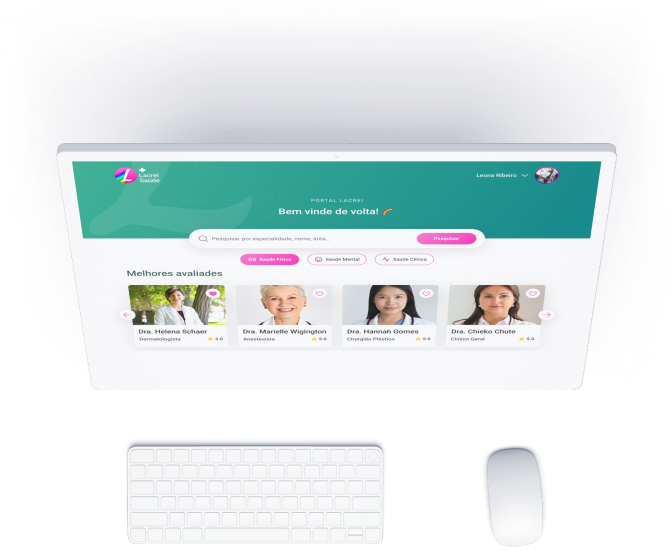 Lacrei
Saúde
Leona Ribeiro
PORTAL LACREI
Bem vinde de volta!
Pesquisar por especialidade, nome, área...
Pesquisar
Saúde Física
Saúde Mental
Saúde Clínica
Melhores avaliades
Dra. Helena Schaer
Dermatologista
5.0
Dra. Marielle Wigington
Anestesista
5.0
Dra. Hannah Gomes
Cirurgião Plástico
5.0
Dra. Chieko Chute
Clínico Geral
5.0